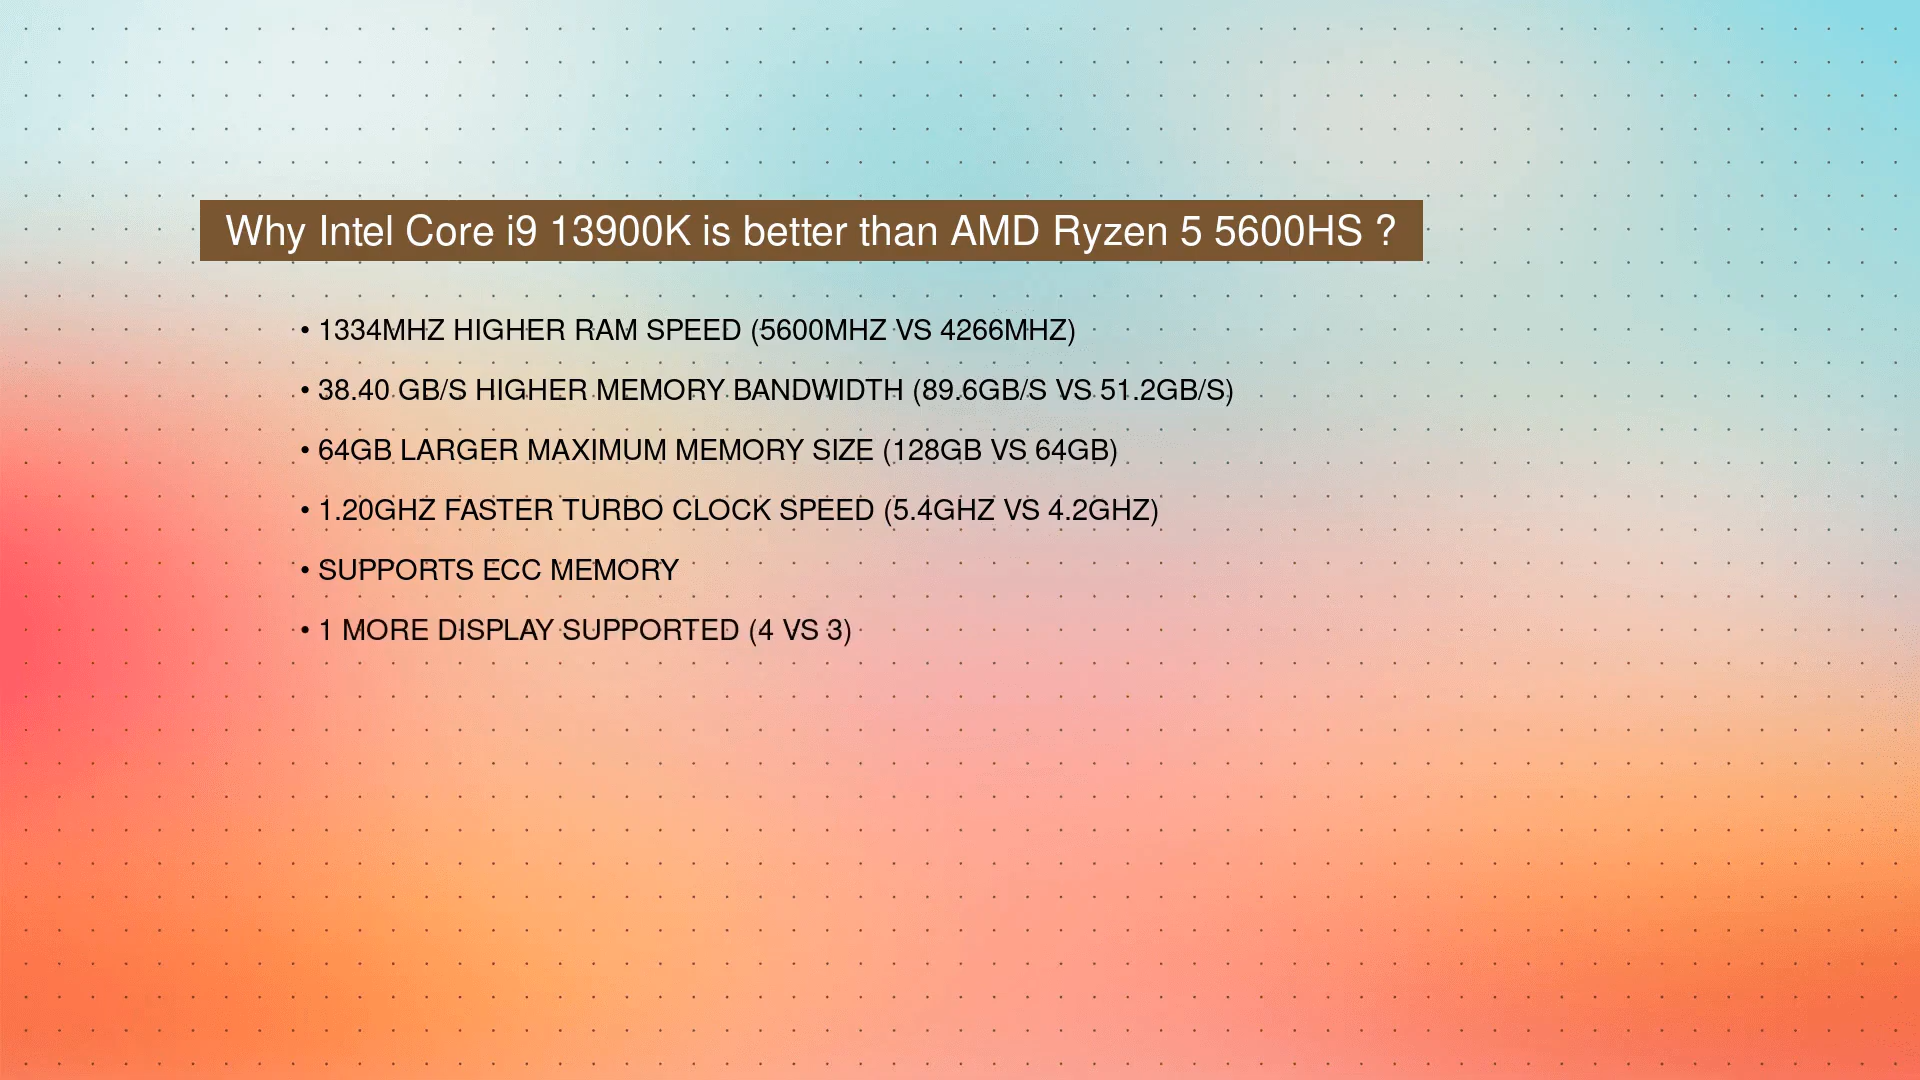 Why Intel Core i9 13900K is better than AMD Ryzen 5 5600HS ?
• 1334MHZ HIGHER RAM SPEED (5600MHZ VS 4266MHZ)
• 38.40 GB/S HIGHER MEMORY BANDWIDTH (89.6GB/S VS 51.2GB/S)
• 64GB LARGER MAXIMUM MEMORY SIZE (128GB VS 64GB)
• 1.20GHZ FASTER TURBO CLOCK SPEED (5.4GHZ VS 4.2GHZ)
• SUPPORTS ECC MEMORY
• 1 MORE DISPLAY SUPPORTED (4 VS 3)